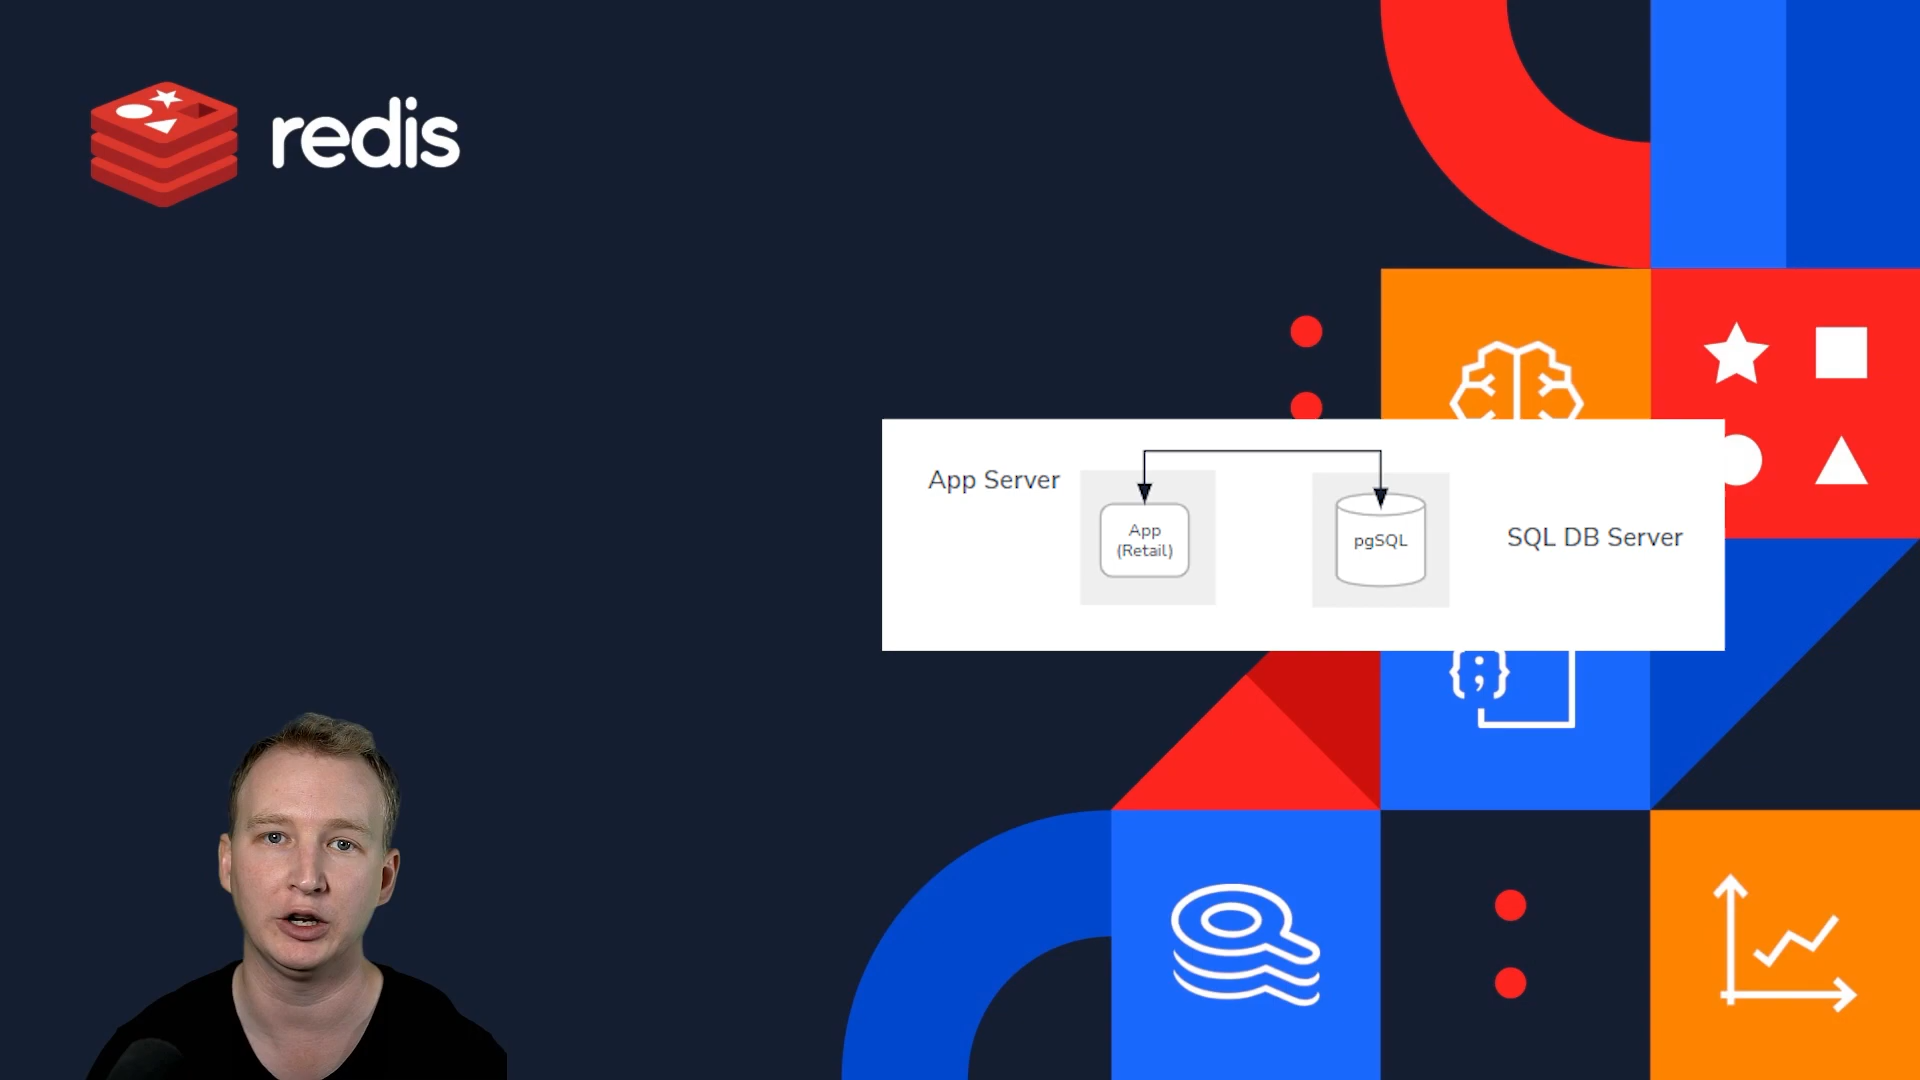 redis
App Server
App
(Retail)
pgSQL
SQL DB Server
{;}